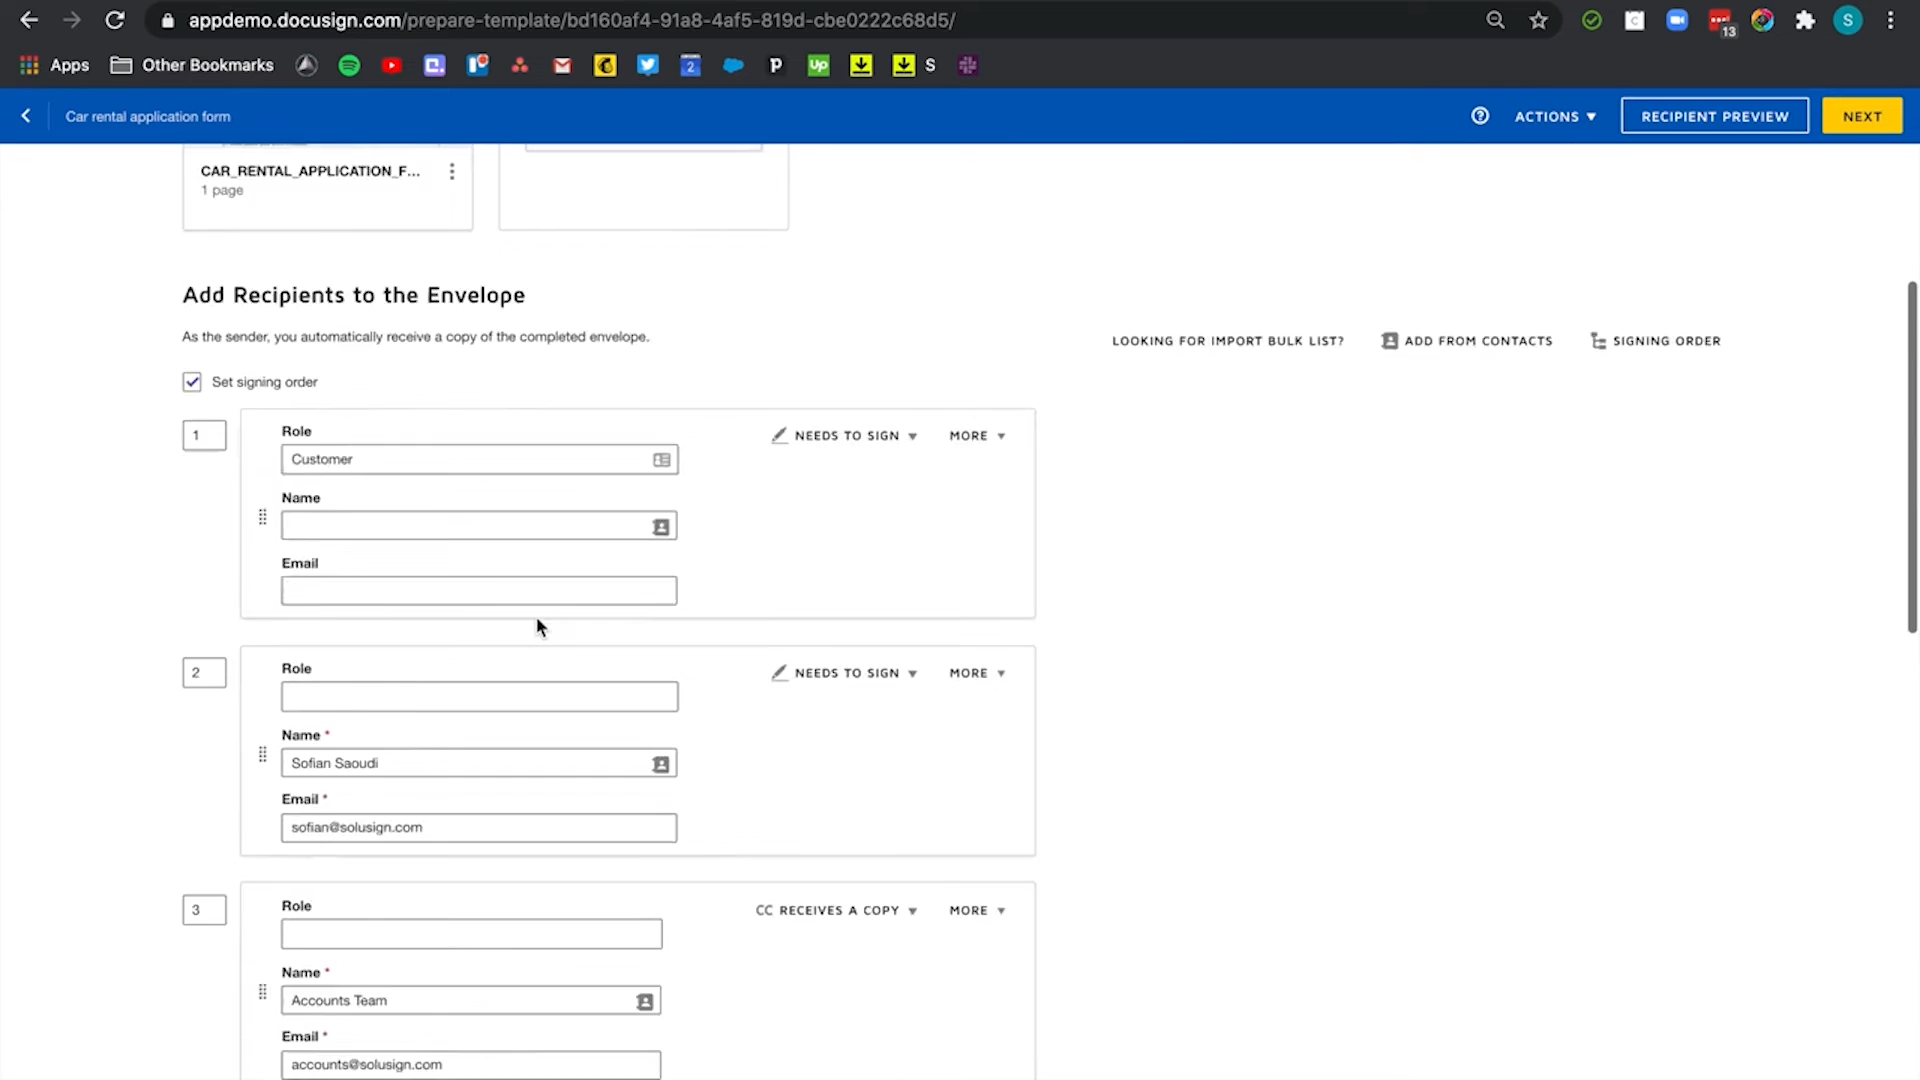 appdemo.docusign.com/prepare-template/bd160af4-91a8-4af5-819d-cbe0222c68d5/
13
S
Apps
Other Bookmarks
2
P
up
S
Car rental application form
ACTIONS
RECIPIENT PREVIEW
NEXT
CAR_RENTAL_APPLICATION_F...
1 page
Add Recipients to the Envelope
As the sender, you automatically receive a copy of the completed envelope.
LOOKING FOR IMPORT BULK LIST?
ADD FROM CONTACTS
SIGNING ORDER
Set signing order
1
Role
NEEDS TO SIGN
MORE
Customer
Name
Email
2
Role
NEEDS TO SIGN
MORE
Name *
Sofian Saoudi
Email *
sofian@solusign.com
3
Role
CC RECEIVES A COPY
MORE
Name *
Accounts Team
Email *
accounts@solusign.com